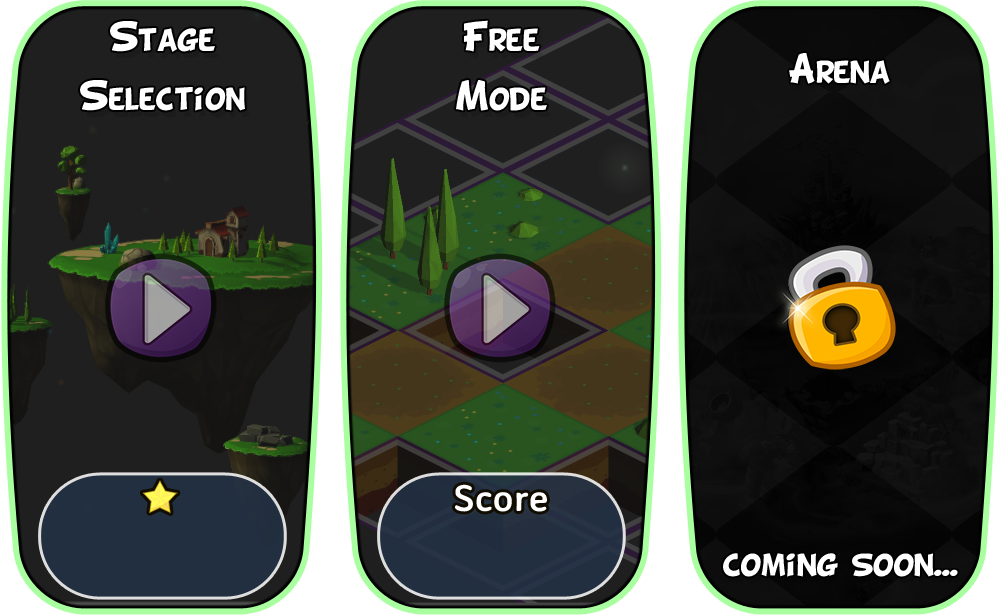 Stage
Selection
Free
Mode
Score
Arena
coming soon...